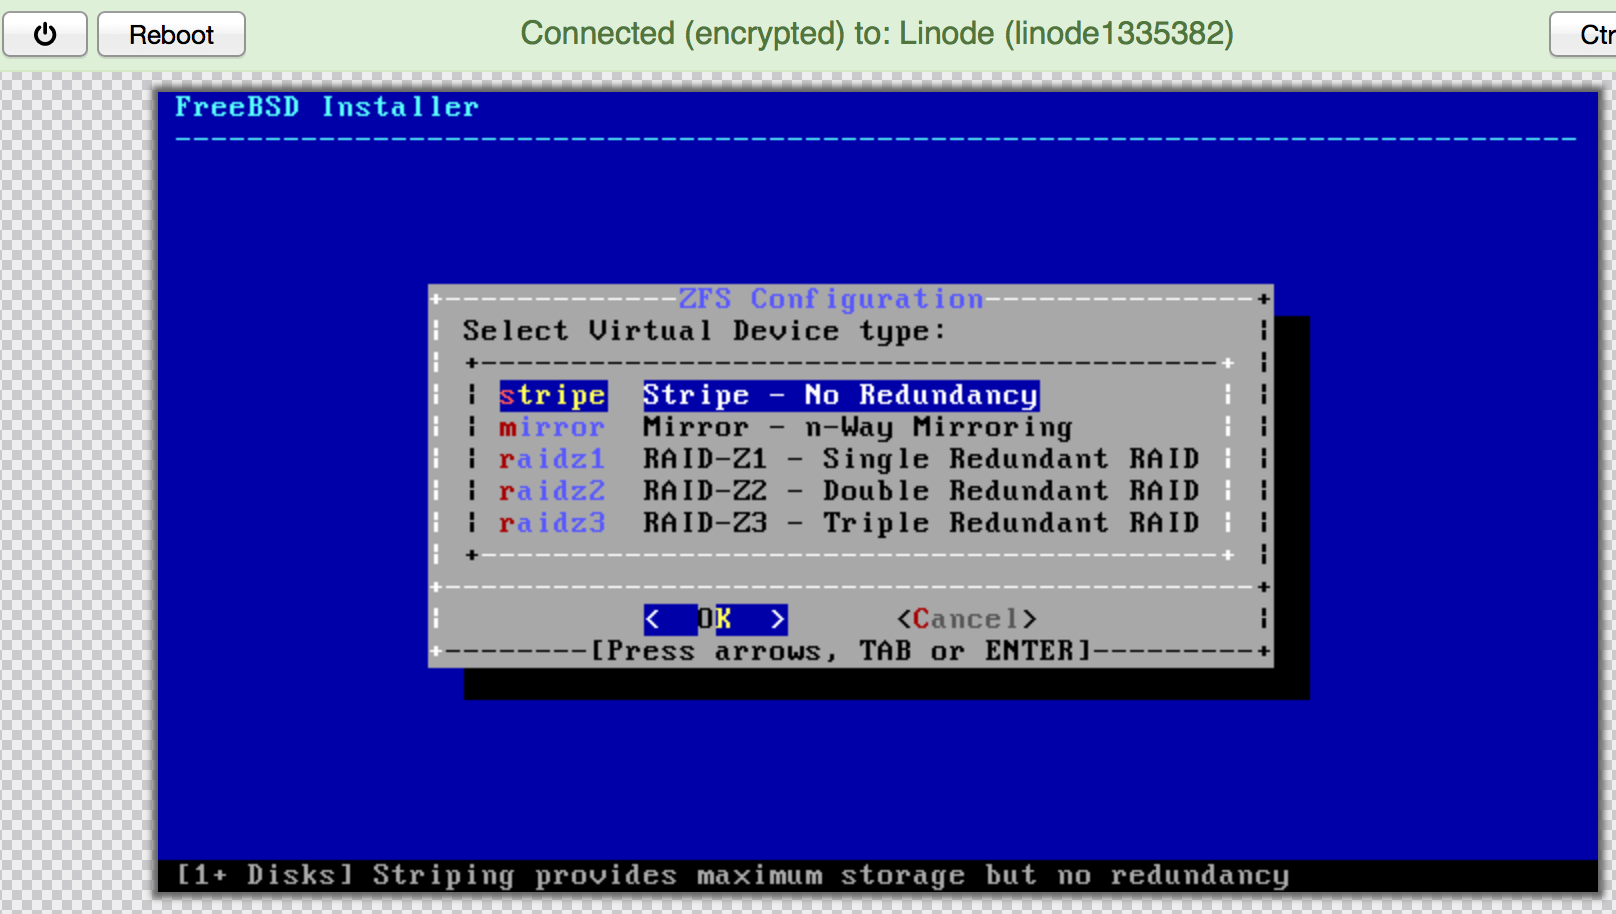 Reboot
Connected (encrypted) to: Linode (linode1335382)
Ctr
FreeBSD Installer
ZFS Configuration
Select Virtual Device type:
stripe Stripe - No Redundancy
mirror Mirror - n-Way Mirroring
raidz1 RAID-Z1 - Single Redundant RAID
raidz2 RAID-Z2 - Double Redundant RAID
raidz3 RAID-Z3 - Triple Redundant RAID
< OK > <Cancel>
[Press arrows, TAB or ENTER]
[1+ Disks] Striping provides maximum storage but no redundancy